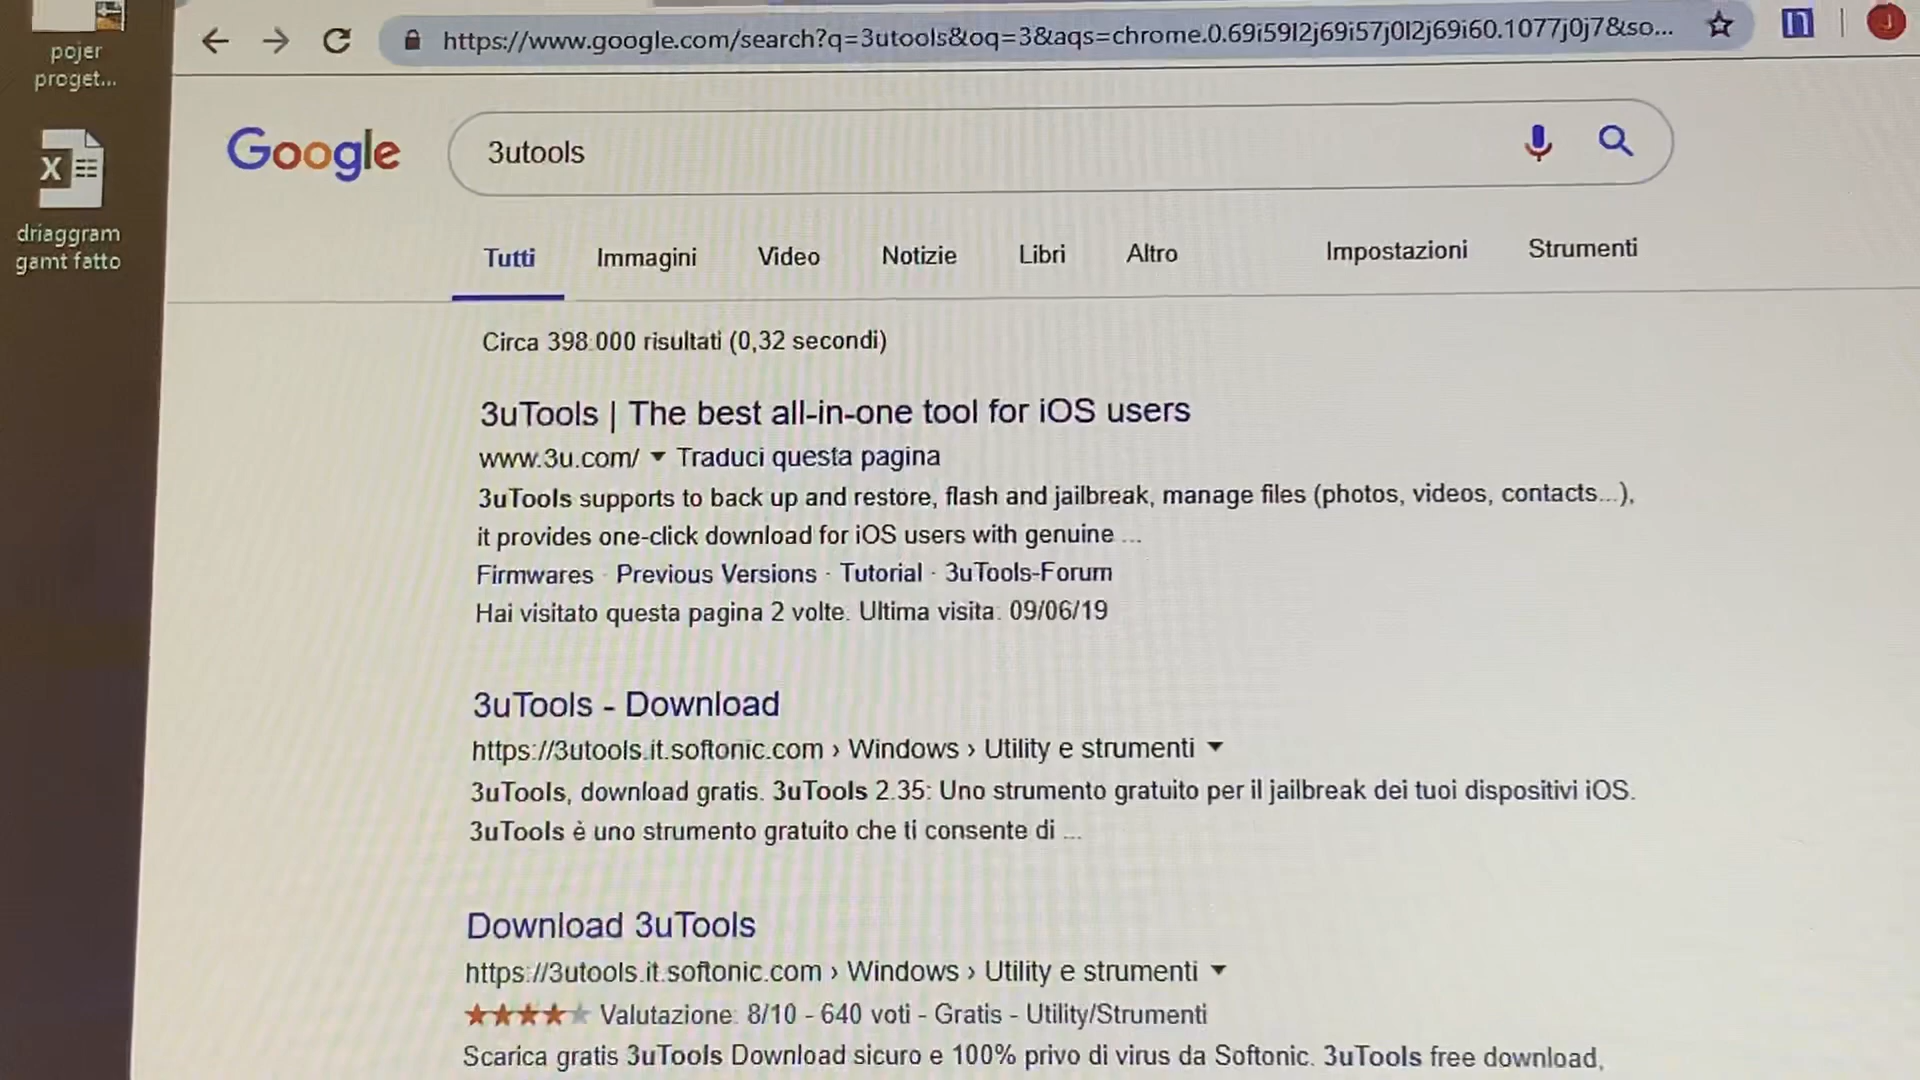 pojer
proget...
https://www.google.com/search?q=3utools&oq=3&aqs=chrome.0.69i59l2j69i57j0l2j69i60.1077j0j7&so...
J
X
driaggram
gamt fatto
Google
3utools
Tutti Immagini Video Notizie Libri Altro Impostazioni Strumenti
Circa 398.000 risultati (0,32 secondi)
3uTools | The best all-in-one tool for iOS users
www.3u.com/ Traduci questa pagina
3uTools supports to back up and restore, flash and jailbreak, manage files (photos, videos, contacts...),
it provides one-click download for iOS users with genuine ...
Firmwares · Previous Versions · Tutorial · 3uTools-Forum
Hai visitato questa pagina 2 volte. Ultima visita: 09/06/19
3uTools - Download
https://3utools.it.softonic.com › Windows › Utility e strumenti
3uTools, download gratis. 3uTools 2.35: Uno strumento gratuito per il jailbreak dei tuoi dispositivi iOS.
3uTools è uno strumento gratuito che ti consente di ...
Download 3uTools
https://3utools.it.softonic.com › Windows › Utility e strumenti
Valutazione: 8/10 - 640 voti - Gratis - Utility/Strumenti
Scarica gratis 3uTools Download sicuro e 100% privo di virus da Softonic. 3uTools free download,